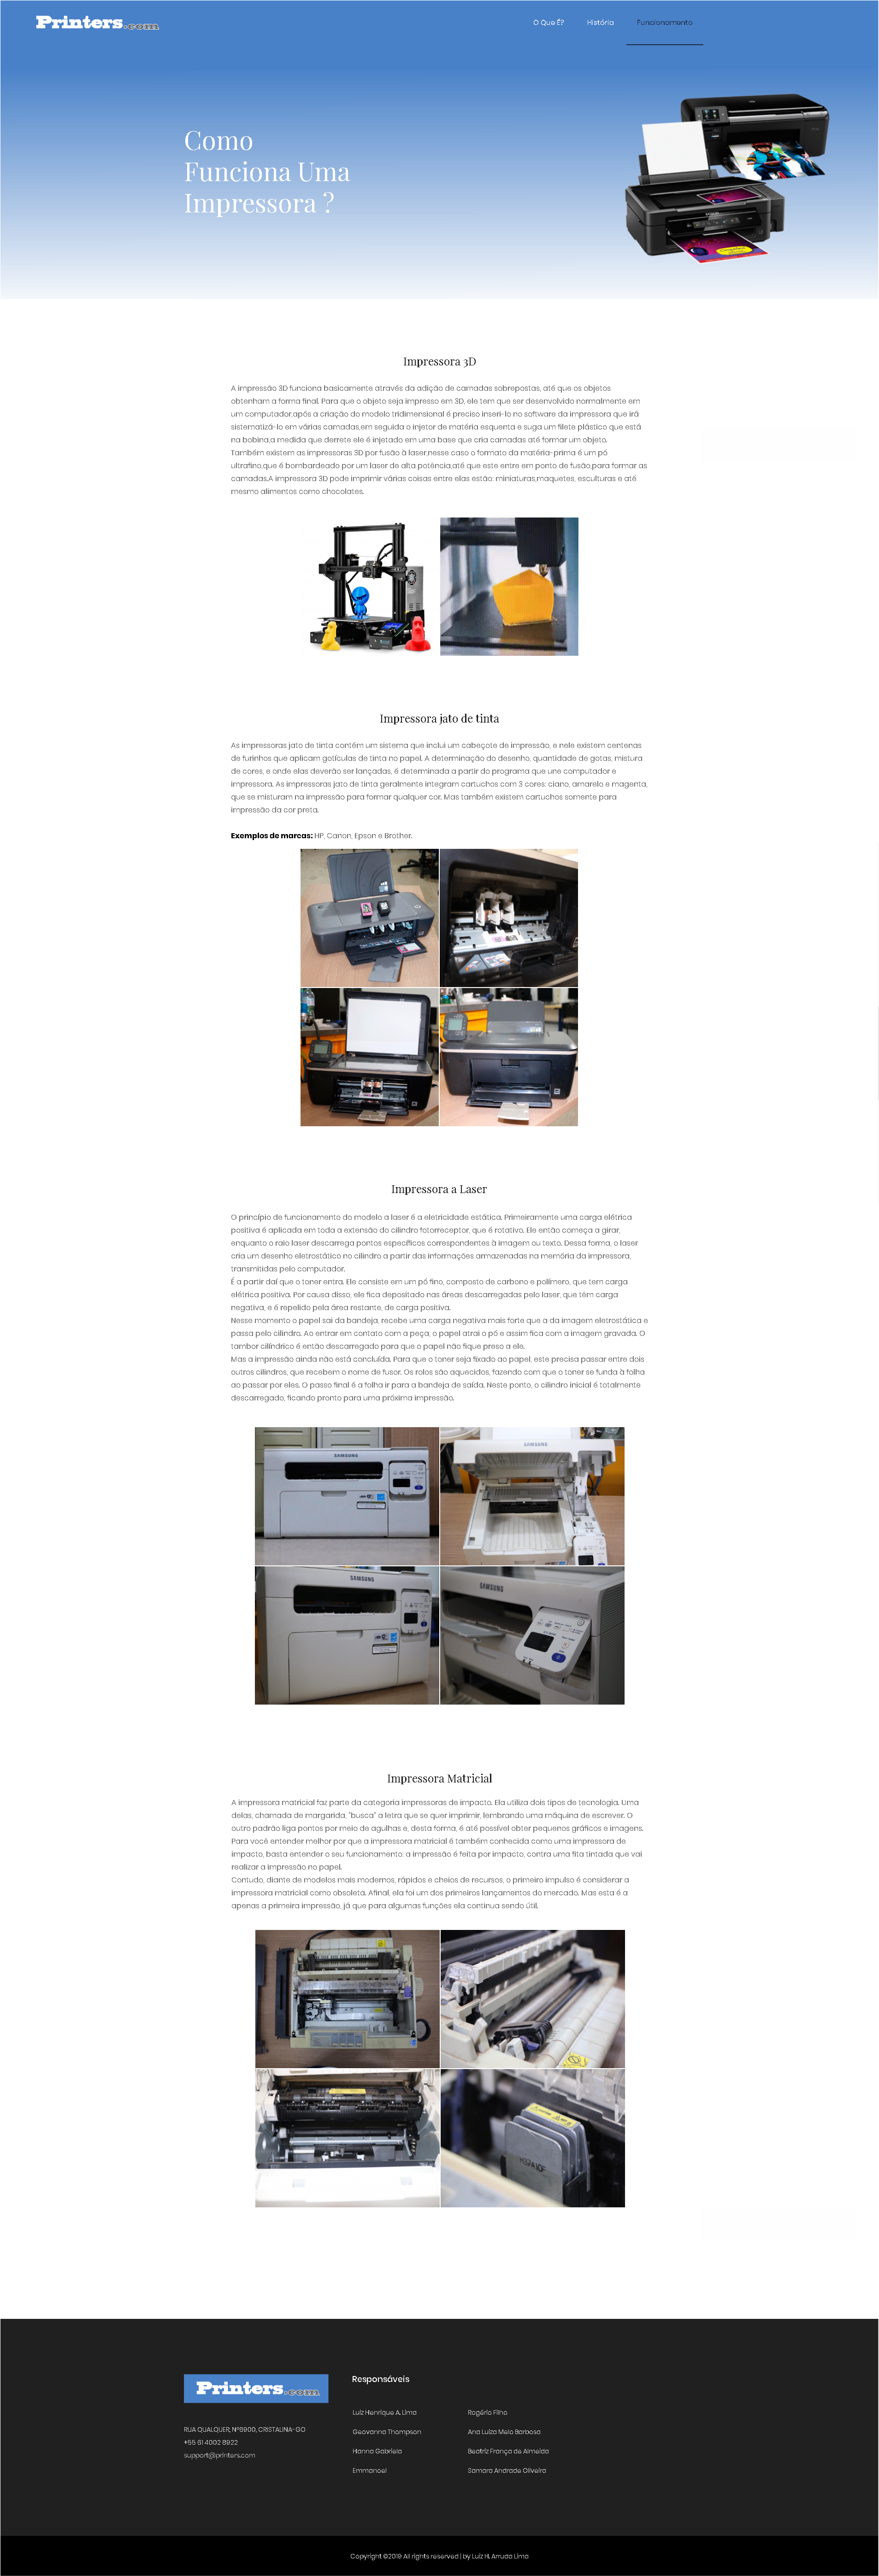 Printers.com
O Que É?
História
Funcionamento
Como
Funciona Uma
Impressora ?
Impressora 3D
A impressão 3D funciona basicamente através da adição de camadas sobrepostas, até que os objetos
obtenham a forma final. Para que o objeto seja impresso em 3D, ele tem que ser desenvolvido normalmente em
um computador,após a criação do modelo tridimensional é preciso inseri-lo no software da impressora que irá
sistematizá-lo em várias camadas,em seguida o injetor de matéria esquenta e suga um filete plástico que está
na bobina,a medida que derrete ele é injetado em uma base que cria camadas até formar um objeto.
Também existem as impressoras 3D por fusão à laser,nesse caso o formato da matéria-prima é um pó
ultrafino,que é bombardeado por um laser de alta potência,até que este entre em ponto de fusão,para formar as
camadas.A impressora 3D pode imprimir várias coisas entre elas estão: miniaturas,maquetes, esculturas e até
mesmo alimentos como chocolates.
Impressora jato de tinta
As impressoras jato de tinta contém um sistema que inclui um cabeçote de impressão, e nele existem centenas
de furinhos que aplicam gotículas de tinta no papel. A determinação do desenho, quantidade de gotas, mistura
de cores, e onde elas deverão ser lançadas, é determinada a partir do programa que une computador e
impressora. As impressoras jato de tinta geralmente integram cartuchos com 3 cores: ciano, amarelo e magenta,
que se misturam na impressão para formar qualquer cor. Mas também existem cartuchos somente para
impressão da cor preta.
Exemplos de marcas: HP, Canon, Epson e Brother.
Impressora a Laser
O princípio de funcionamento do modelo a laser é a eletricidade estática. Primeiramente uma carga elétrica
positiva é aplicada em toda a extensão do cilindro fotorreceptor, que é rotativo. Ele então começa a girar,
enquanto o raio laser descarrega pontos específicos correspondentes à imagem ou texto. Dessa forma, o laser
cria um desenho eletrostático no cilindro a partir das informações armazenadas na memória da impressora,
transmitidas pelo computador.
É a partir daí que o toner entra. Ele consiste em um pó fino, composto de carbono e polímero, que tem carga
elétrica positiva. Por causa disso, ele fica depositado nas áreas descarregadas pelo laser, que têm carga
negativa, e é repelido pela área restante, de carga positiva.
Nesse momento o papel sai da bandeja, recebe uma carga negativa mais forte que a da imagem eletrostática e
passa pelo cilindro. Ao entrar em contato com a peça, o papel atrai o pó e assim fica com a imagem gravada. O
tambor cilíndrico é então descarregado para que o papel não fique preso a ele.
Mas a impressão ainda não está concluída. Para que o toner seja fixado ao papel, este precisa passar entre dois
outros cilindros, que recebem o nome de fusor. Os rolos são aquecidos, fazendo com que o toner se funda à folha
ao passar por eles. O passo final é a folha ir para a bandeja de saída. Neste ponto, o cilindro inicial é totalmente
descarregado, ficando pronto para uma próxima impressão.
SAMSUNG
SAMSUNG
SAMSUNG
SAMSUNG
Impressora Matricial
A impressora matricial faz parte da categoria impressoras de impacto. Ela utiliza dois tipos de tecnologia. Uma
delas, chamada de margarida, "busca" a letra que se quer imprimir, lembrando uma máquina de escrever. O
outro padrão liga pontos por meio de agulhas e, desta forma, é até possível obter pequenos gráficos e imagens.
Para você entender melhor por que a impressora matricial é também conhecida como uma impressora de
impacto, basta entender o seu funcionamento: a impressão é feita por impacto, contra uma fita tintada que vai
realizar a impressão no papel.
Contudo, diante de modelos mais modernos, rápidos e cheios de recursos, o primeiro impulso é considerar a
impressora matricial como obsoleta. Afinal, ela foi um dos primeiros lançamentos do mercado. Mas esta é a
apenas a primeira impressão, já que para algumas funções ela continua sendo útil.
Printers.com
RUA QUALQUER, Nº6900, CRISTALINA- GO
+55 61 4002 8922
support@printers.com
Responsáveis
Luiz Henrique A. Lima
Geovanna Thompson
Hanna Gabriela
Emmanoel
Rogério Filho
Ana Luiza Melo Barbosa
Beatriz França de Almeida
Samara Andrade Oliveira
Copyright ©2019 All rights reserved | by Luiz H. Arruda Lima